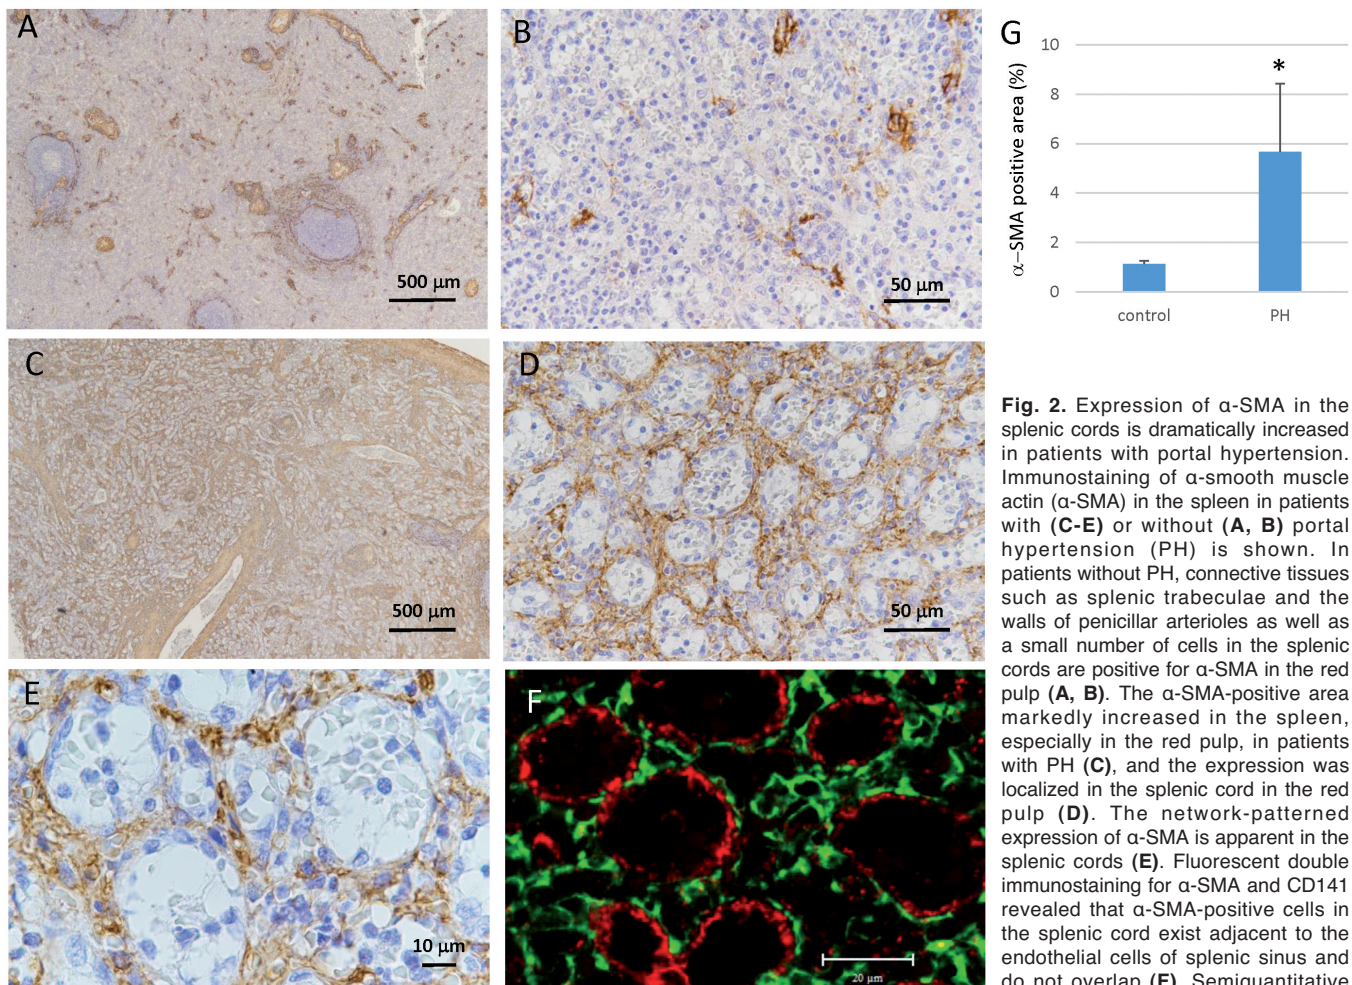 A
500 µm
B
50 µm
G
α–SMA positive area (%)
10
8
6
4
2
0
*
control
PH
C
500 µm
D
50 µm
E
10 µm
F
20 µm
Fig. 2. Expression of α-SMA in the
splenic cords is dramatically increased
in patients with portal hypertension.
Immunostaining of α-smooth muscle
actin (α-SMA) in the spleen in patients
with (C-E) or without (A, B) portal
hypertension (PH) is shown. In
patients without PH, connective tissues
such as splenic trabeculae and the
walls of penicillar arterioles as well as
a small number of cells in the splenic
cords are positive for α-SMA in the red
pulp (A, B). The α-SMA-positive area
markedly increased in the spleen,
especially in the red pulp, in patients
with PH (C), and the expression was
localized in the splenic cord in the red
pulp (D). The network-patterned
expression of α-SMA is apparent in the
splenic cords (E). Fluorescent double
immunostaining for α-SMA and CD141
revealed that α-SMA-positive cells in
the splenic cord exist adjacent to the
endothelial cells of splenic sinus and
do not overlap (F). Semiquantitative